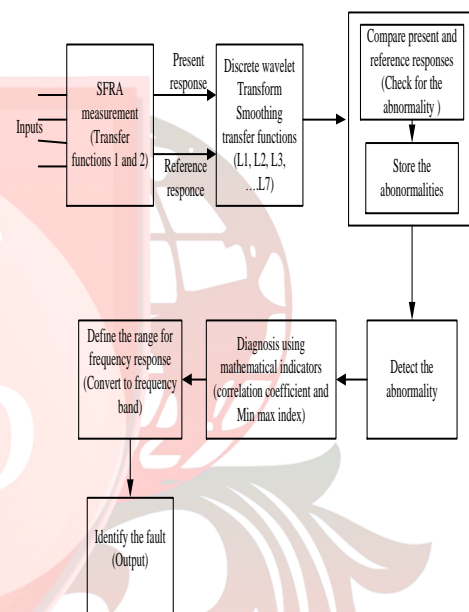 Inputs
SFRA
measurement
(Transfer
functions 1 and 2)
Present
response
Reference
responce
Discrete wavelet
Transform
Smoothing
transfer functions
(L1, L2, L3,
....L7)
Compare present and
reference responses
(Check for the
abnormality )
Store the
abonormalities
Detect the
abnormality
Diagnosis using
mathematical indicators
(correlation coefficient and
Min max index)
Define the range for
frequency response
(Convert to frequency
band)
Identify the fault
(Output)